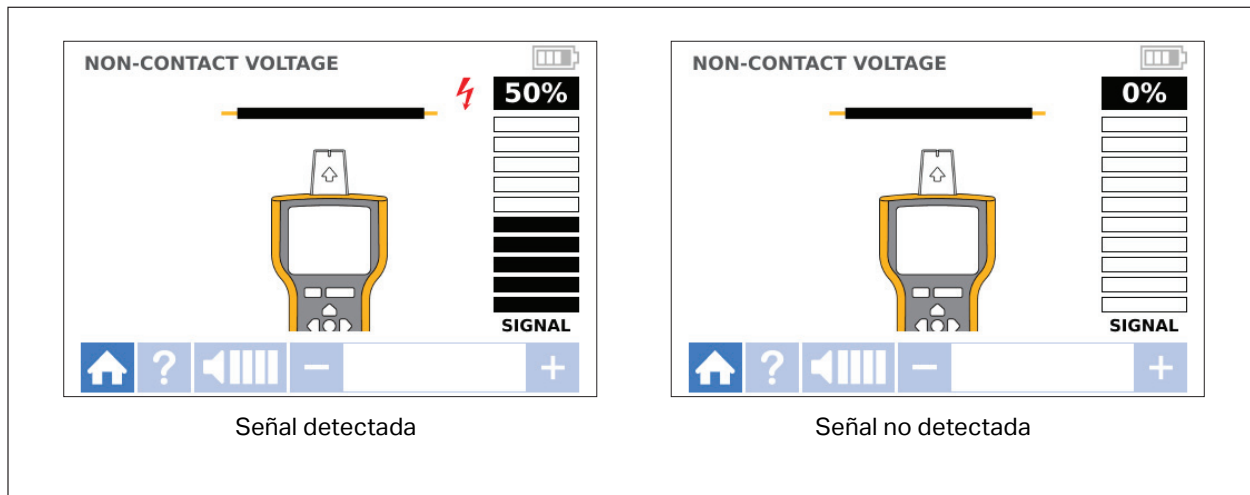 NON-CONTACT VOLTAGE
50%
SIGNAL
?
−
+
Señal detectada
NON-CONTACT VOLTAGE
0%
SIGNAL
?
−
+
Señal no detectada